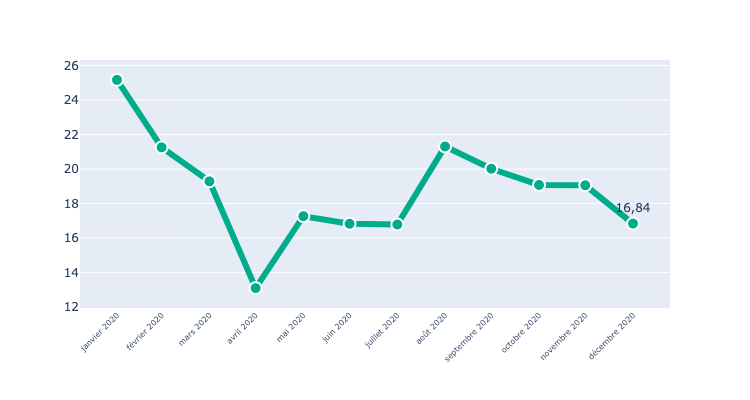 26
24
22
20
18
16
14
12
16,84
janvier 2020
février 2020
mars 2020
avril 2020
mai 2020
juin 2020
juillet 2020
août 2020
septembre 2020
octobre 2020
novembre 2020
décembre 2020